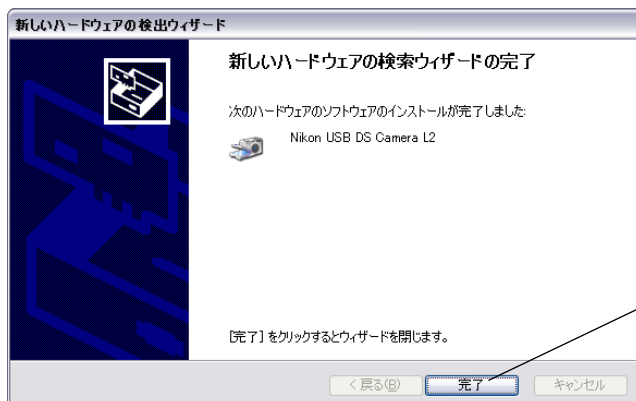 新しいハードウェアの検出ウィザード
新しいハードウェアの検索ウィザードの完了
次のハードウェアのソフトウェアのインストールが完了しました:
Nikon USB DS Camera L2
[完了] をクリックするとウィザードを閉じます。
< 戻る(B) 完了 キャンセル